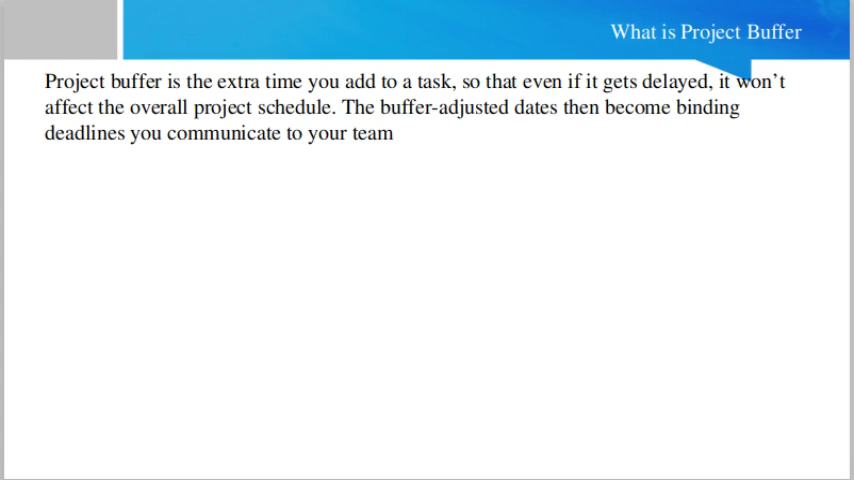 What is Project Buffer
Project buffer is the extra time you add to a task, so that even if it gets delayed, it won’t
affect the overall project schedule. The buffer-adjusted dates then become binding
deadlines you communicate to your team